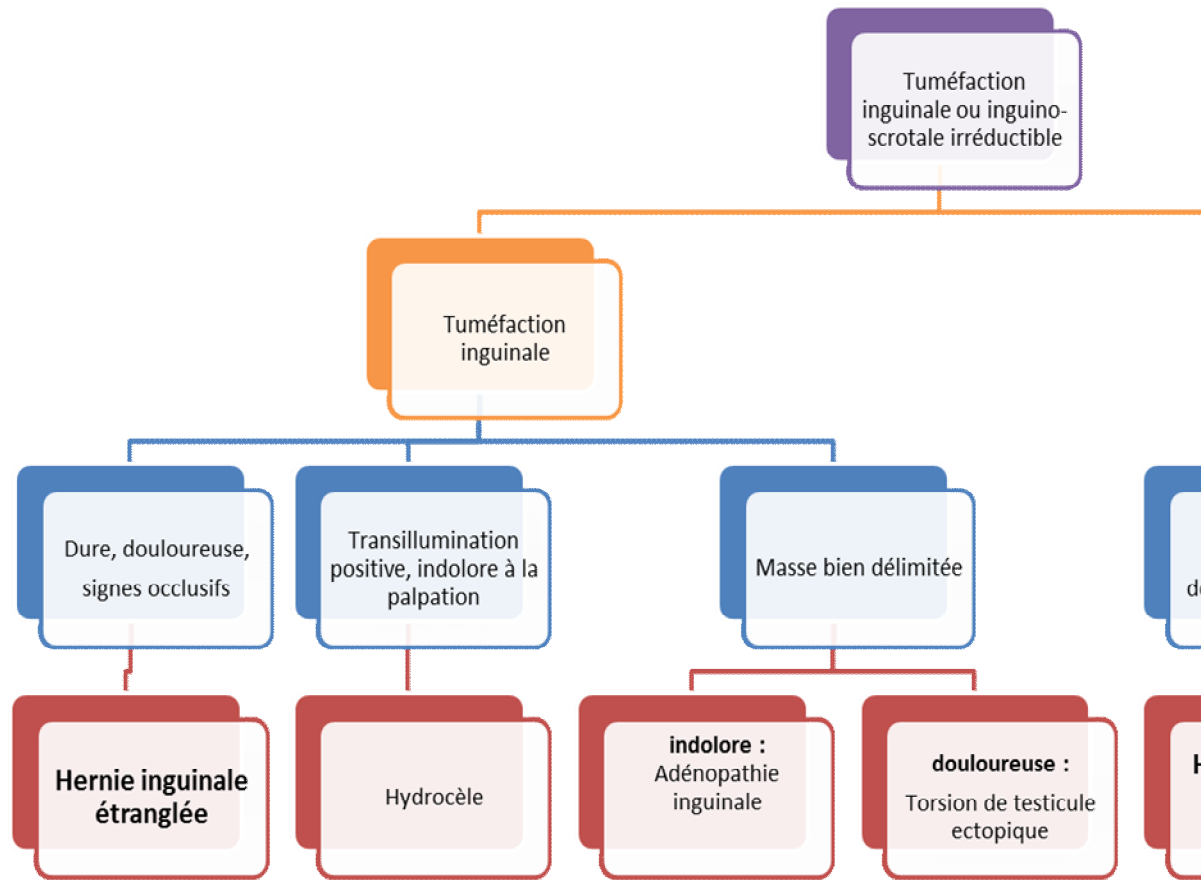 Tuméfaction
inguinale ou inguino-
scrotale irréductible
Tuméfaction
inguinale
Dure, douloureuse,
signes occlusifs
Transillumination
positive, indolore à la
palpation
Masse bien délimitée
Hernie inguinale
étranglée
Hydrocèle
indolore :
Adénopathie
inguinale
douloureuse :
Torsion de testicule
ectopique